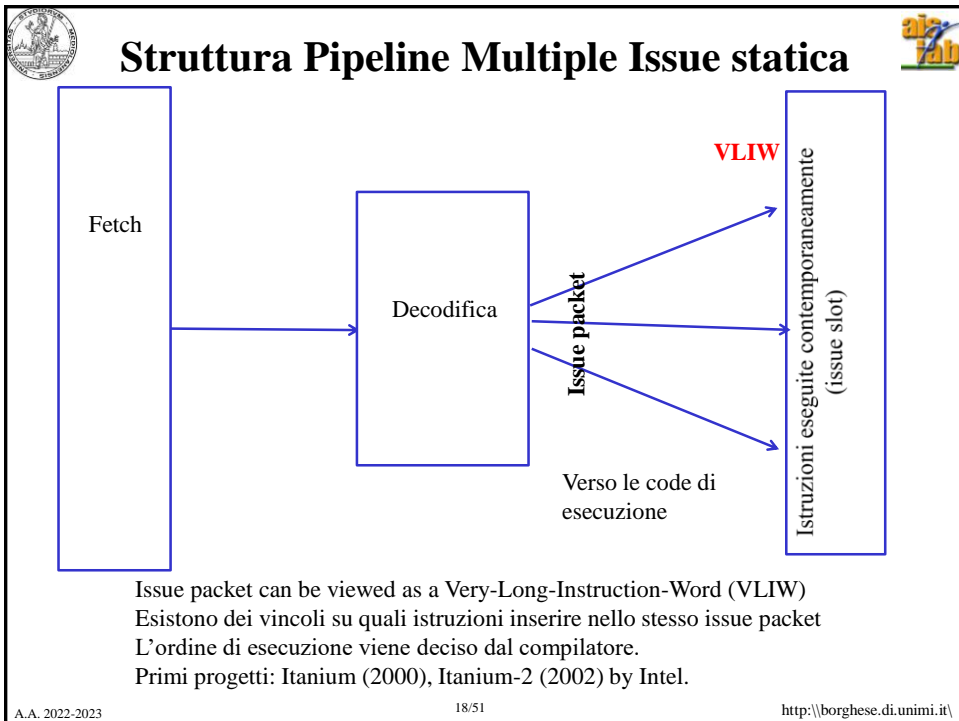 Struttura Pipeline Multiple Issue statica
Fetch
Decodifica
Issue packet
VLIW
Istruzioni eseguite contemporaneamente
(issue slot)
Verso le code di
esecuzione
Issue packet can be viewed as a Very-Long-Instruction-Word (VLIW)
Esistono dei vincoli su quali istruzioni inserire nello stesso issue packet
L’ordine di esecuzione viene deciso dal compilatore.
Primi progetti: Itanium (2000), Itanium-2 (2002) by Intel.
A.A. 2022-2023
18/51
http:\\borghese.di.unimi.it\